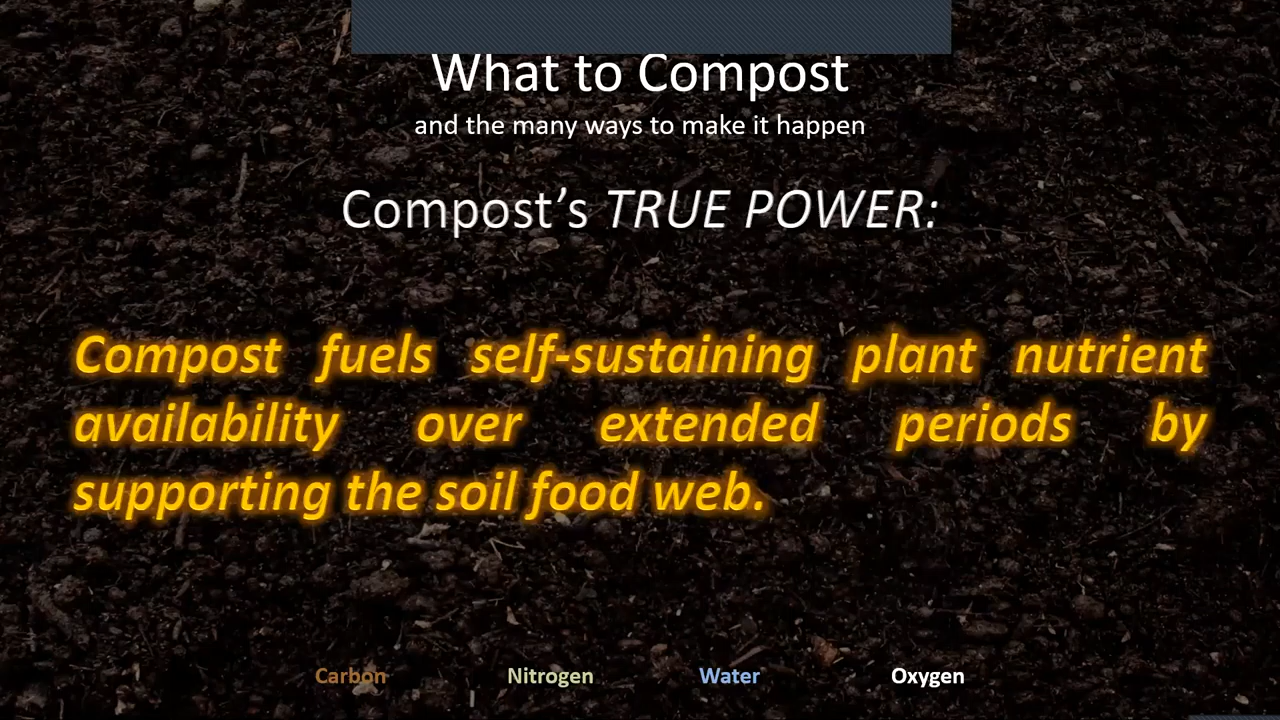 What to Compost
and the many ways to make it happen
Compost’s TRUE POWER:
Compost fuels self-sustaining plant nutrient
availability over extended periods by
supporting the soil food web.
Carbon Nitrogen Water Oxygen